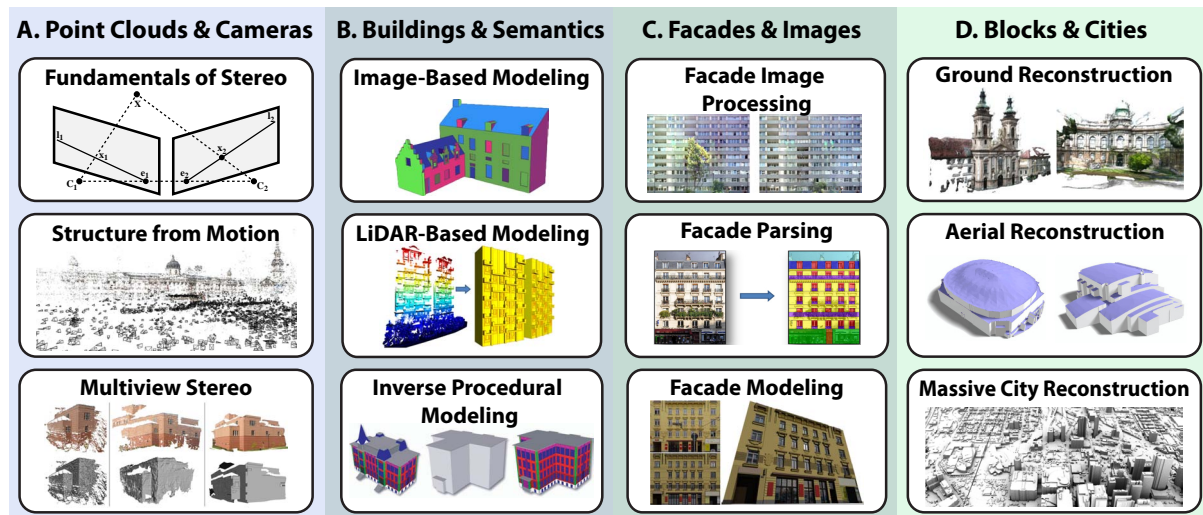 A. Point Clouds & Cameras
Fundamentals of Stereo
X
l1
l2
x1
x2
e1
e2
C1
C2
Structure from Motion
Multiview Stereo
B. Buildings & Semantics
Image-Based Modeling
LiDAR-Based Modeling
Inverse Procedural
Modeling
C. Facades & Images
Facade Image
Processing
Facade Parsing
Facade Modeling
D. Blocks & Cities
Ground Reconstruction
Aerial Reconstruction
Massive City Reconstruction